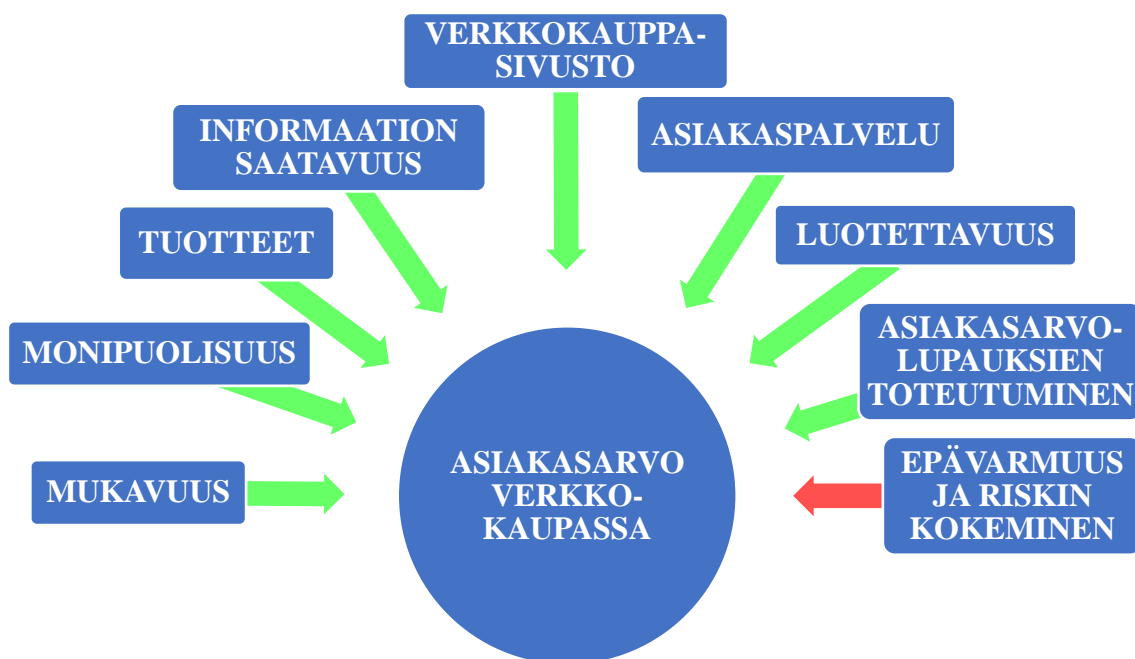 VERKKOKAUPPA-
SIVUSTO
INFORMAATION
SAATAVUUS
ASIAKASPALVELU
TUOTTEET
LUOTETTAVUUS
MONIPUOLISUUS
ASIAKASARVO-
LUPAUKSIEN
TOTEUTUMINEN
MUKAVUUS
ASIAKASARVO
VERKKO-
KAUPASSA
EPÄVARMUUS
JA RISKIN
KOKEMINEN